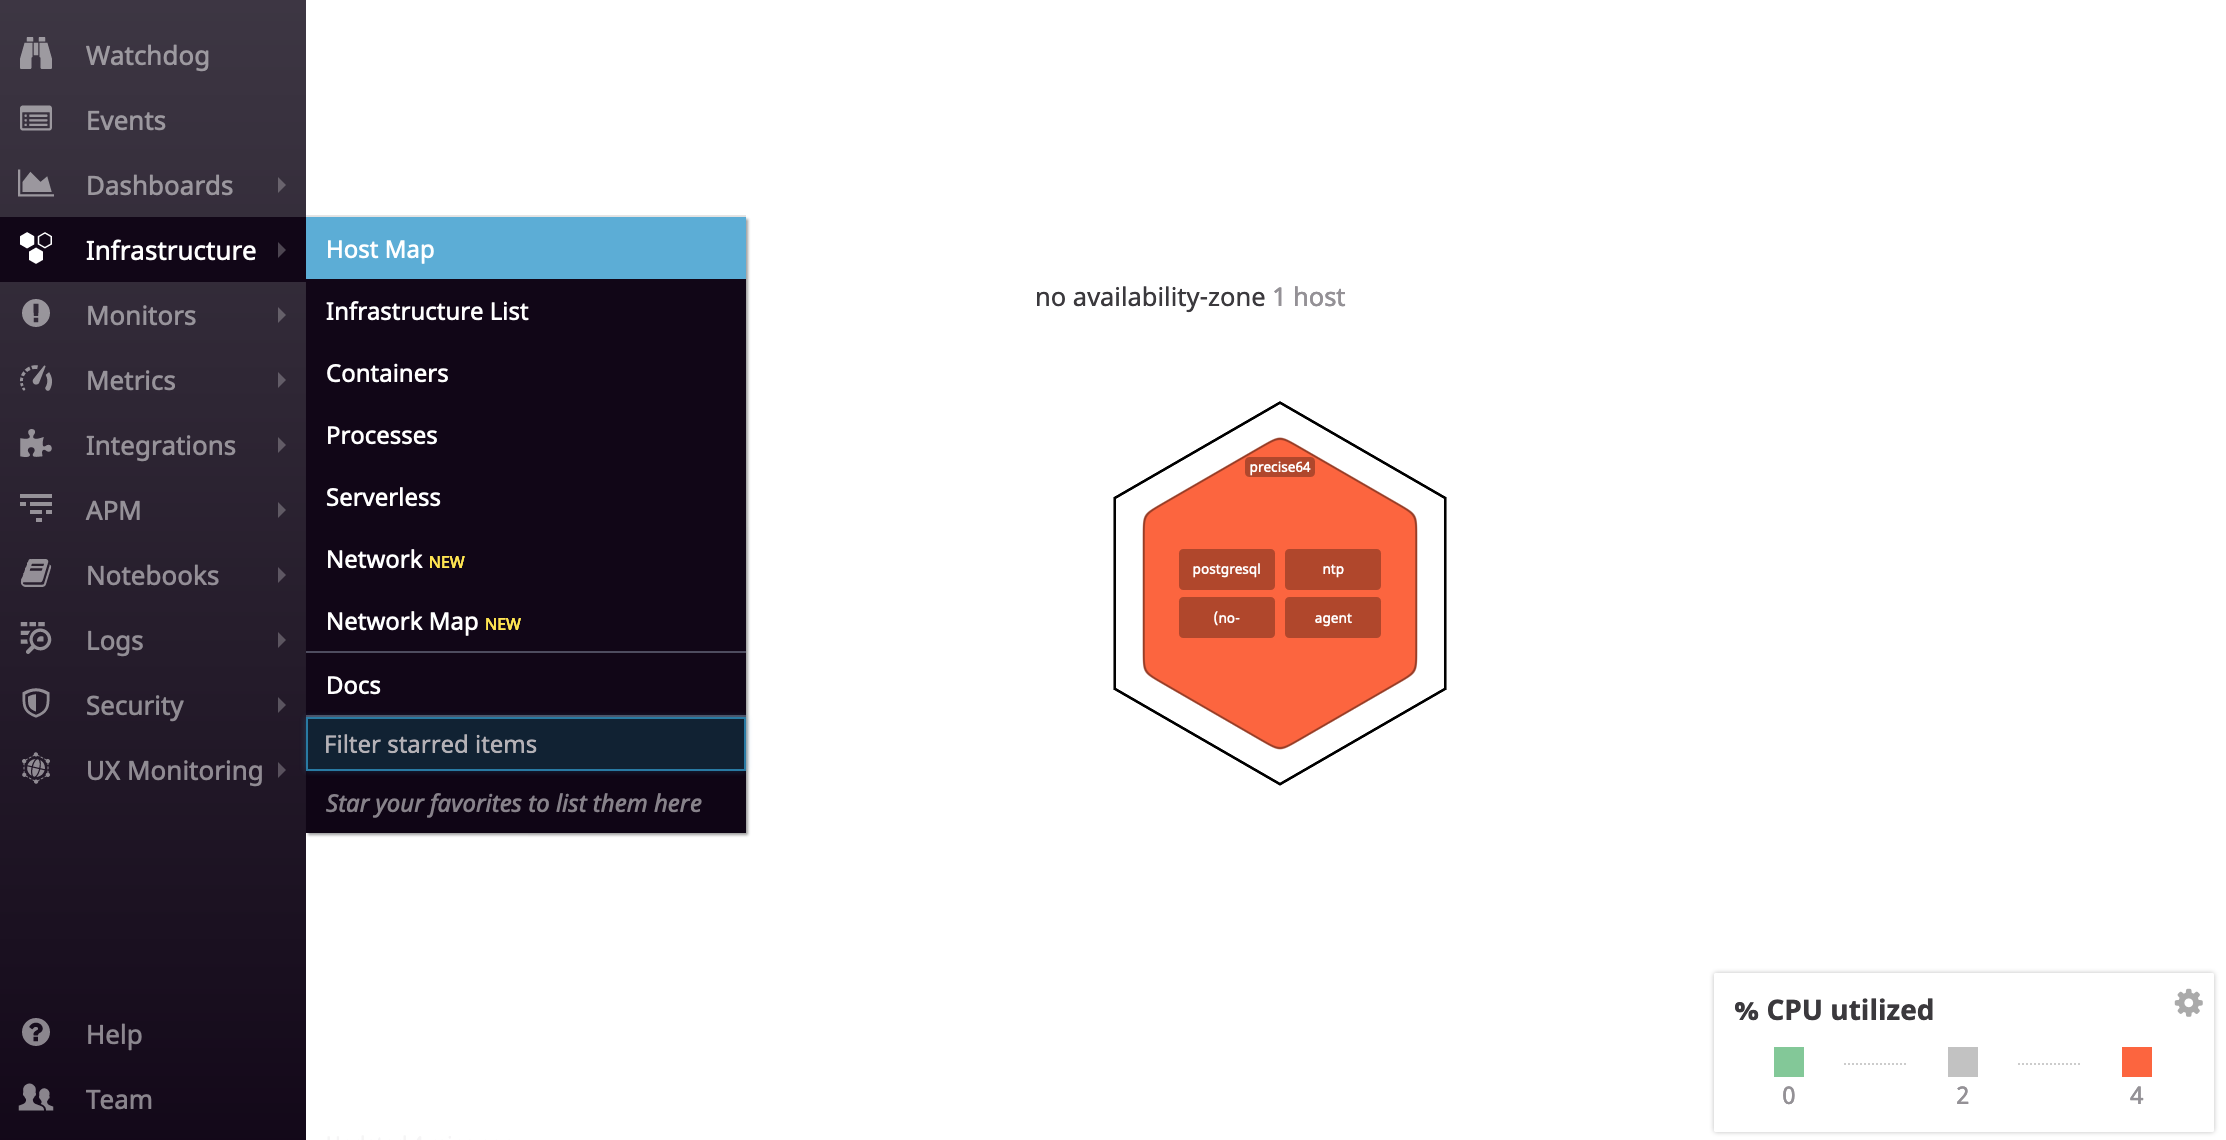 Watchdog
Events
Dashboards
Infrastructure
Monitors
Metrics
Integrations
APM
Notebooks
Logs
Security
UX Monitoring
Help
Team
Host Map
Infrastructure List
Containers
Processes
Serverless
Network NEW
Network Map NEW
Docs
Filter starred items
Star your favorites to list them here
no availability-zone 1 host
precise64
postgresql ntp
(no- agent
% CPU utilized
0 2 4